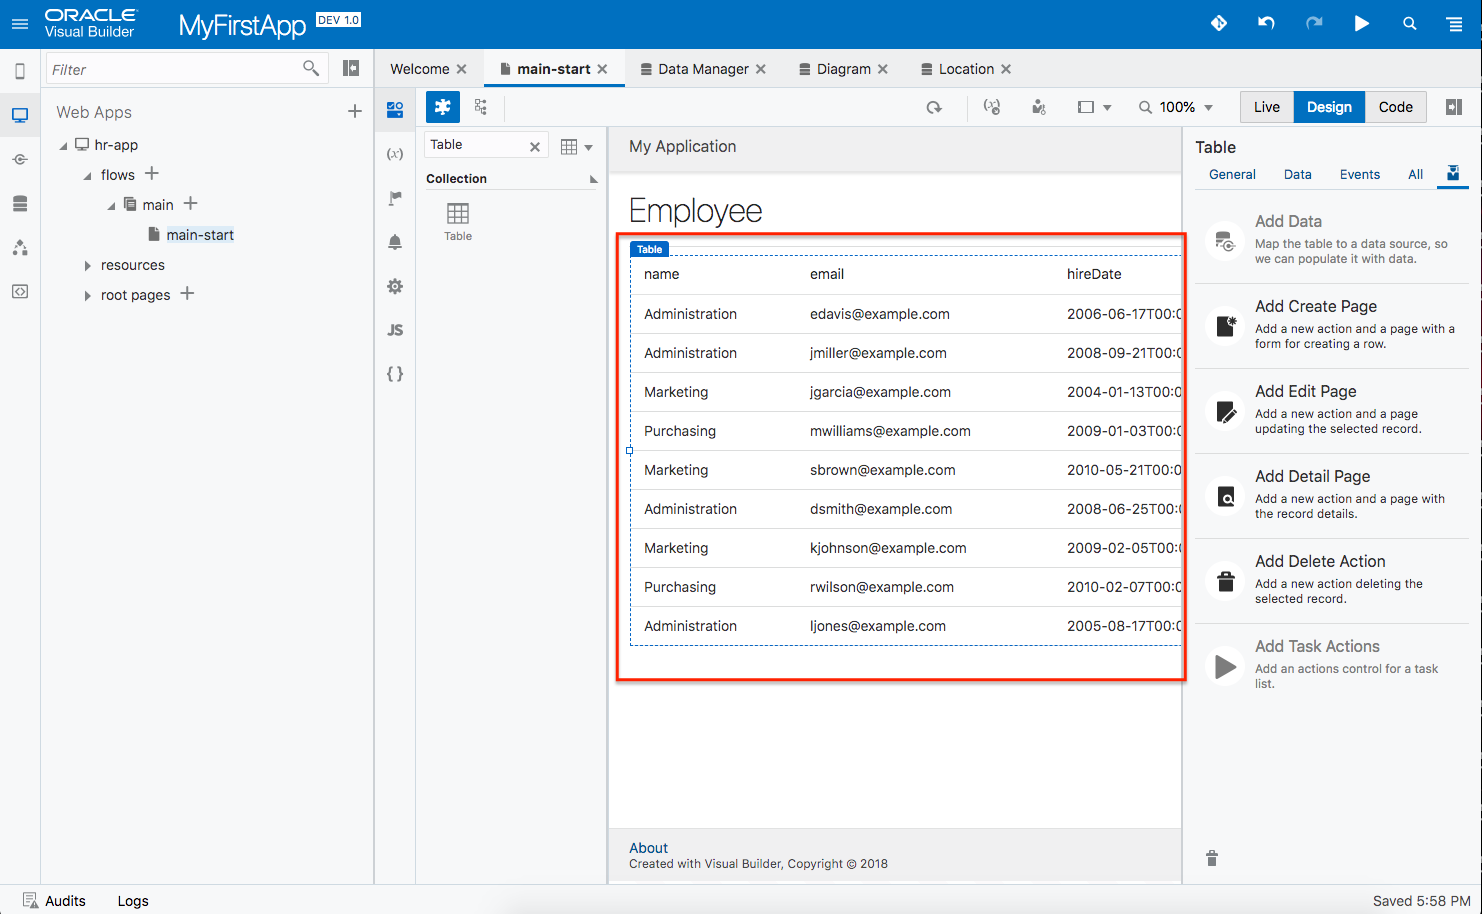 ORACLE
Visual Builder
MyFirstApp DEV 1.0
Filter
Welcome
main-start
Data Manager
Diagram
Location
Web Apps
hr-app
flows
main
main-start
resources
root pages
100%
Live
Design
Code
(x)
JS
{ }
Table
Collection
Table
My Application
Employee
Table
name email hireDate
Administration edavis@example.com 2006-06-17T00:0
Administration jmiller@example.com 2008-09-21T00:0
Marketing jgarcia@example.com 2004-01-13T00:0
Purchasing mwilliams@example.com 2009-01-03T00:0
Marketing sbrown@example.com 2010-05-21T00:0
Administration dsmith@example.com 2008-06-25T00:0
Marketing kjohnson@example.com 2009-02-05T00:0
Purchasing rwilson@example.com 2010-02-07T00:0
Administration ljones@example.com 2005-08-17T00:0
About
Created with Visual Builder, Copyright © 2018
Table
General Data Events All
Add Data
Map the table to a data source, so
we can populate it with data.
Add Create Page
Add a new action and a page with a
form for creating a row.
Add Edit Page
Add a new action and a page
updating the selected record.
Add Detail Page
Add a new action and a page with
the record details.
Add Delete Action
Add a new action deleting the
selected record.
Add Task Actions
Add an actions control for a task
list.
Audits
Logs
Saved 5:58 PM